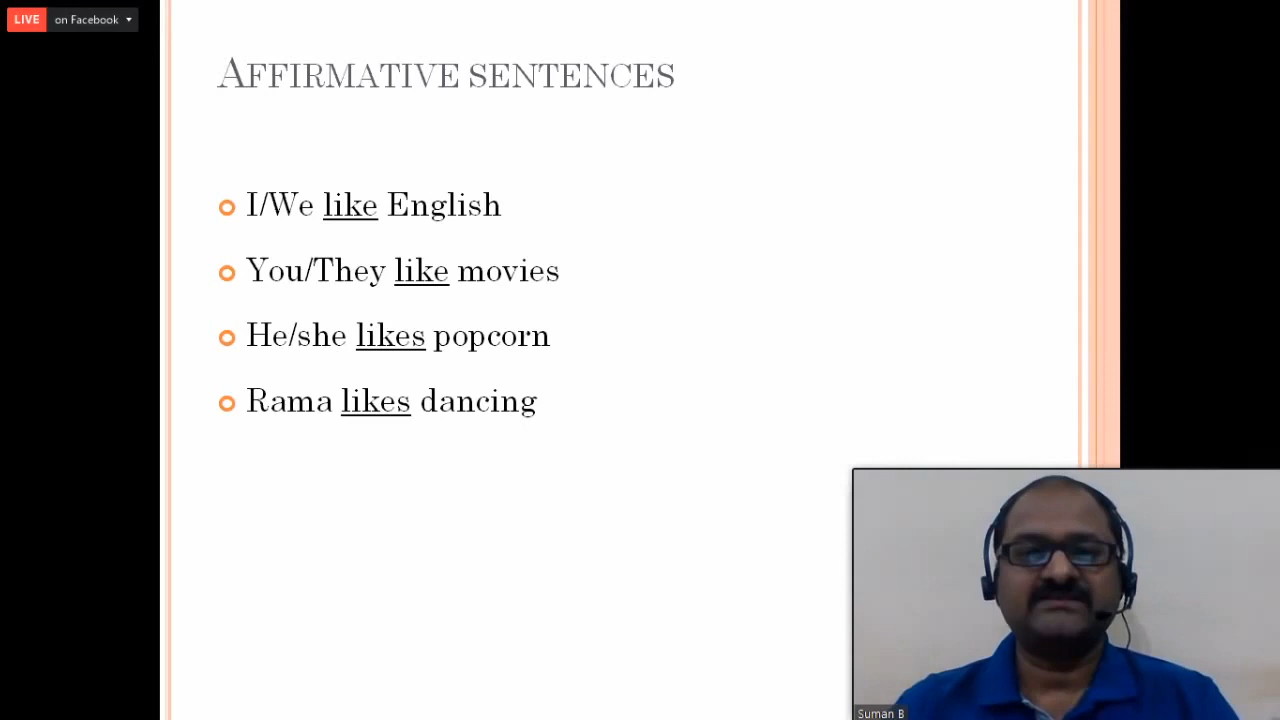 LIVE on Facebook
AFFIRMATIVE SENTENCES
I/We like English
You/They like movies
He/she likes popcorn
Rama likes dancing
Suman B